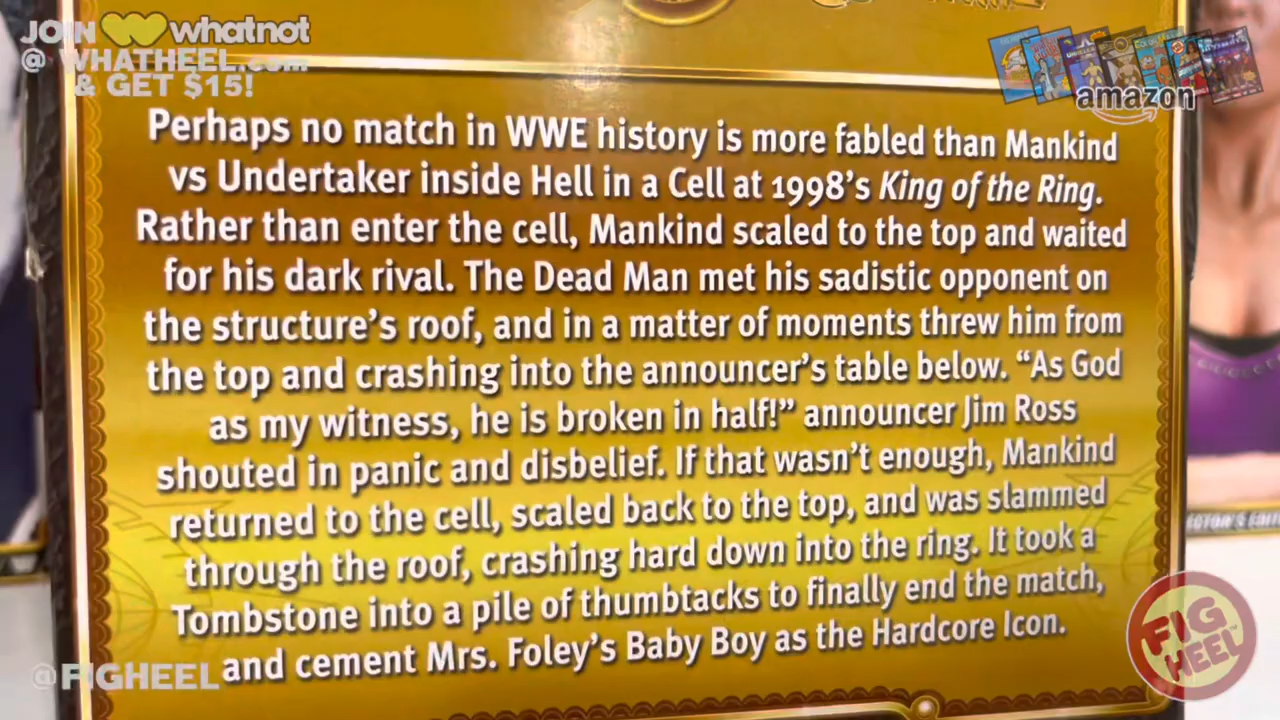 JOIN whatnot
@ WHATHEEL.com
& GET $15!
amazon
Perhaps no match in WWE history is more fabled than Mankind
vs Undertaker inside Hell in a Cell at 1998's King of the Ring.
Rather than enter the cell, Mankind scaled to the top and waited
for his dark rival. The Dead Man met his sadistic opponent on
the structure's roof, and in a matter of moments threw him from
the top and crashing into the announcer's table below. “As God
as my witness, he is broken in half!” announcer Jim Ross
shouted in panic and disbelief. If that wasn't enough, Mankind
returned to the cell, scaled back to the top, and was slammed
through the roof, crashing hard down into the ring. It took a
Tombstone into a pile of thumbtacks to finally end the match,
and cement Mrs. Foley's Baby Boy as the Hardcore Icon.
@FIGHEEL
FIG
HEEL